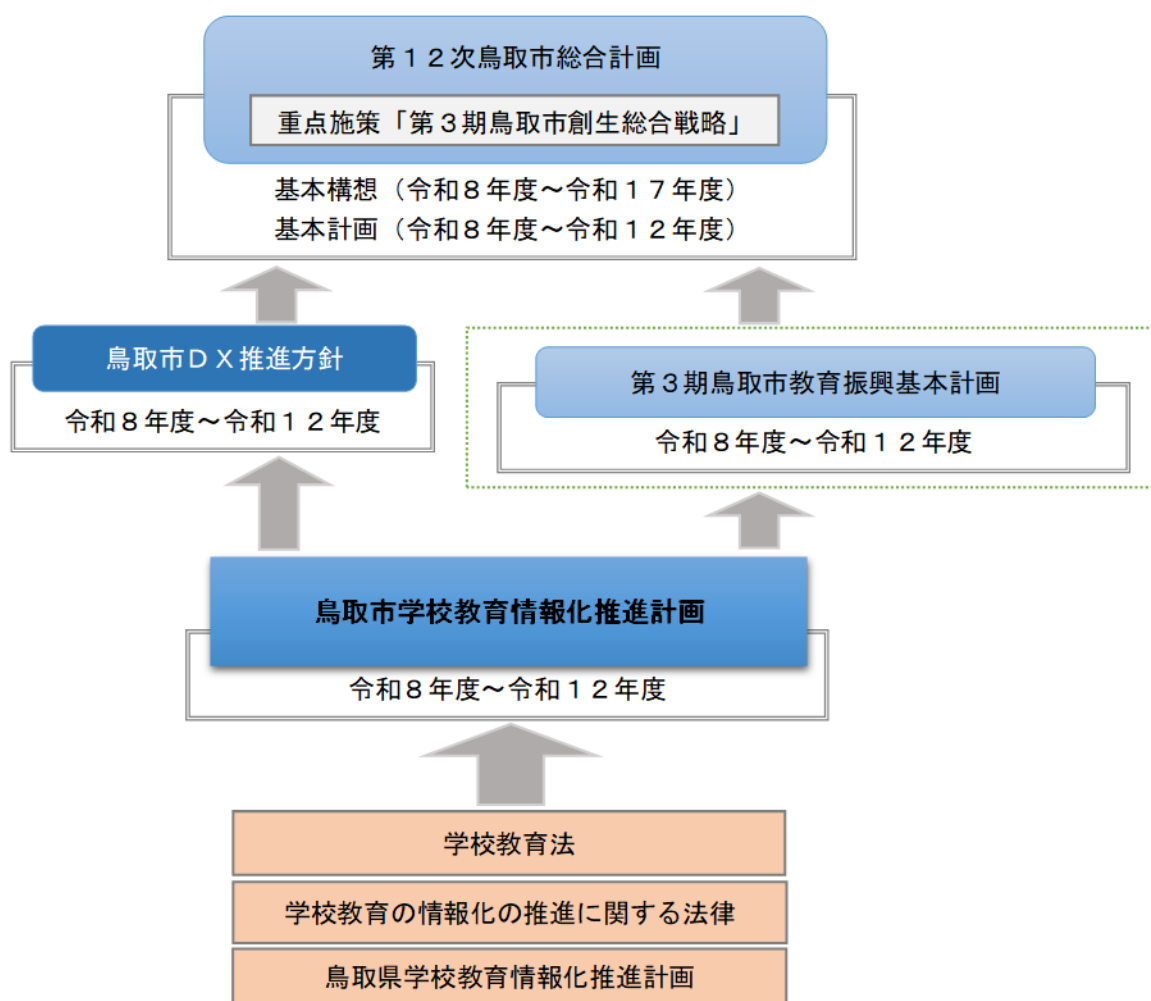 第１２次鳥取市総合計画
重点施策「第３期鳥取市創生総合戦略」
基本構想（令和８年度～令和１７年度）
基本計画（令和８年度～令和１２年度）
鳥取市ＤＸ推進方針
令和８年度～令和１２年度
第３期鳥取市教育振興基本計画
令和８年度～令和１２年度
鳥取市学校教育情報化推進計画
令和８年度～令和１２年度
学校教育法
学校教育の情報化の推進に関する法律
鳥取県学校教育情報化推進計画